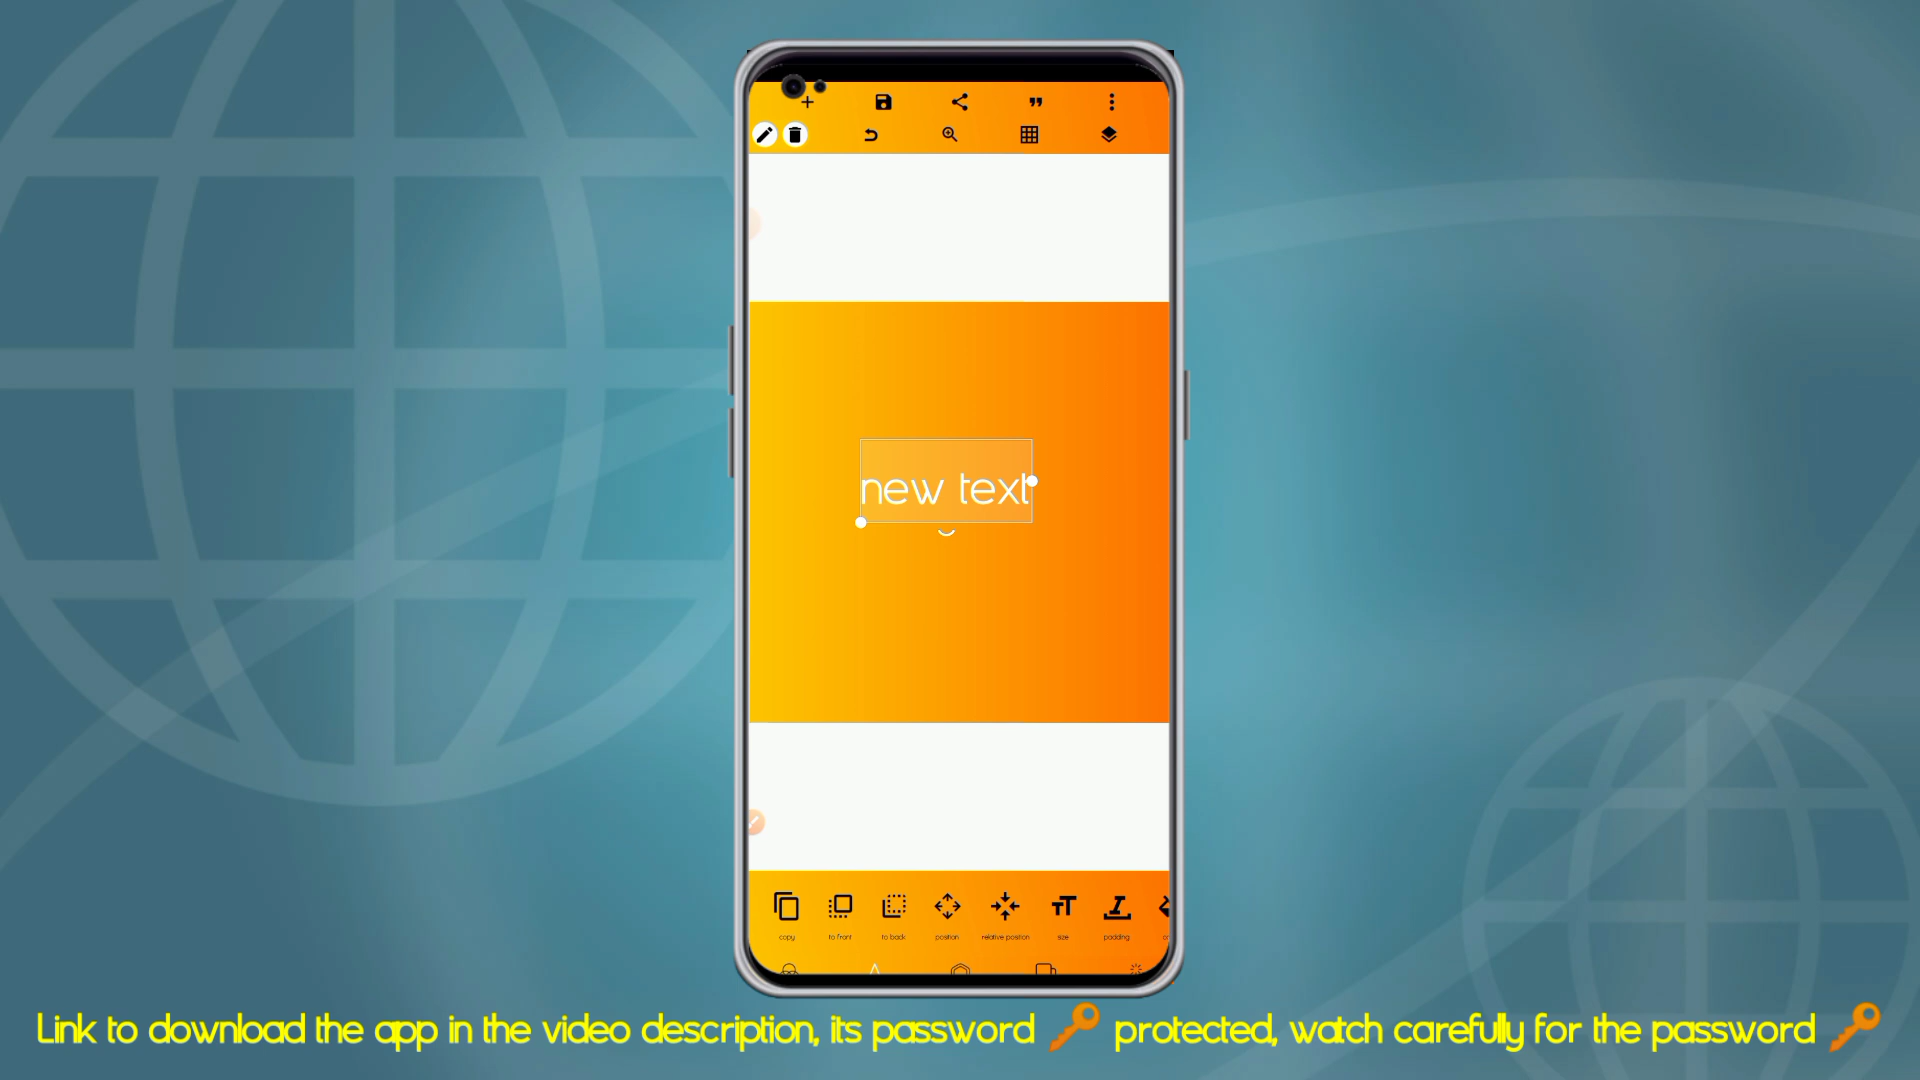 new text
copy
to front
to back
position
relative position
size
padding
Link to download the app in the video description, its password 🔑 protected, watch carefully for the password 🔑